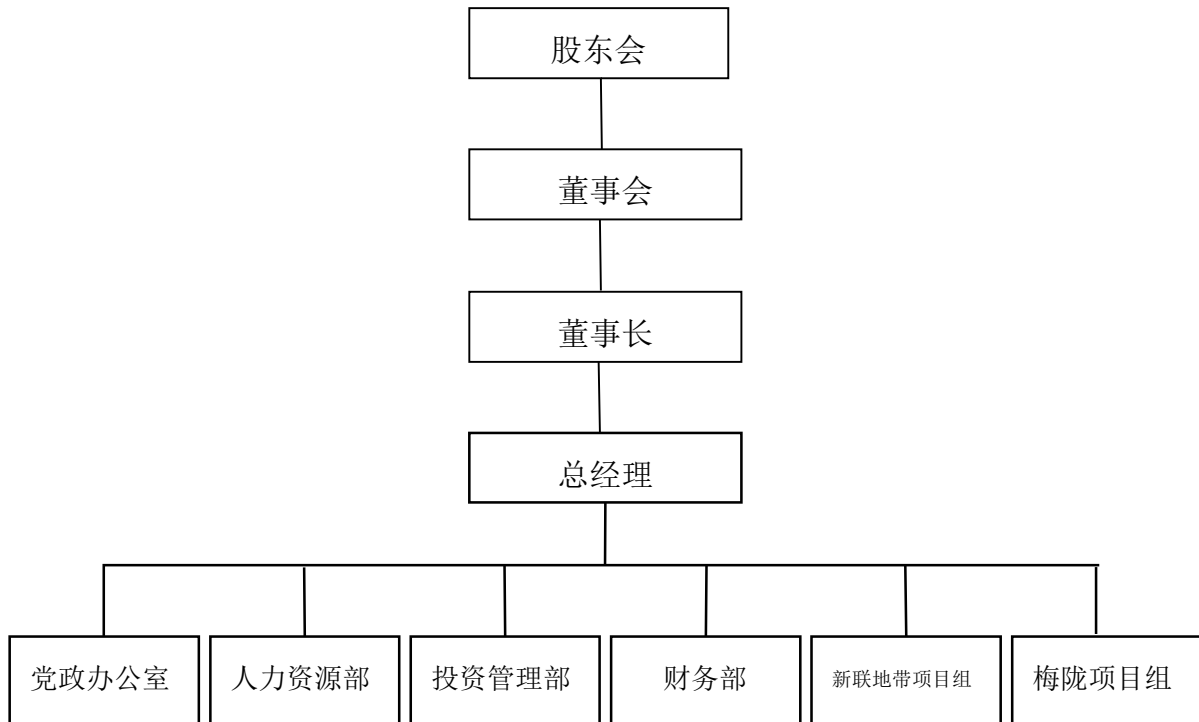 股东会
董事会
董事长
总经理
党政办公室
人力资源部
投资管理部
财务部
新联地带项目组
梅陇项目组